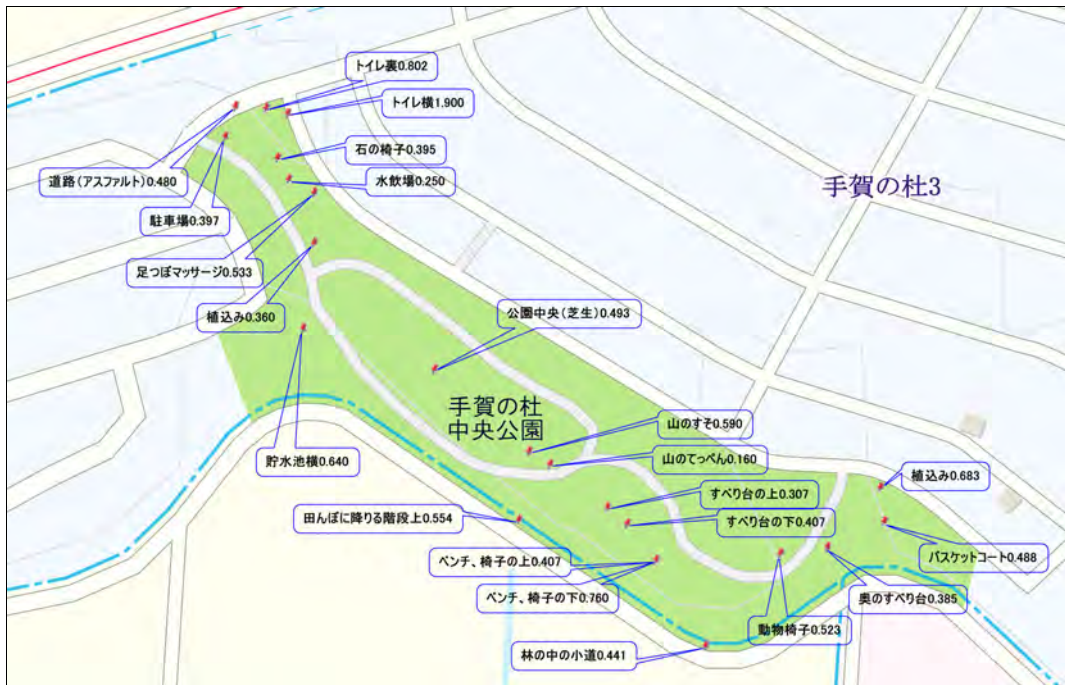 トイレ裏0.802
トイレ横1.900
石の椅子0.395
道路(アスファルト)0.480
水飲場0.250
手賀の杜3
駐車場0.397
足つぼマッサージ0.533
植込み0.360
公園中央(芝生)0.493
手賀の杜
中央公園
山のすそ0.590
貯水池横0.640
山のてっぺん0.160
植込み0.683
すべり台の上0.307
田んぼに降りる階段上0.554
すべり台の下0.407
バスケットコート0.488
ベンチ、椅子の上0.407
ベンチ、椅子の下0.760
奥のすべり台0.385
動物椅子0.523
林の中の小道0.441